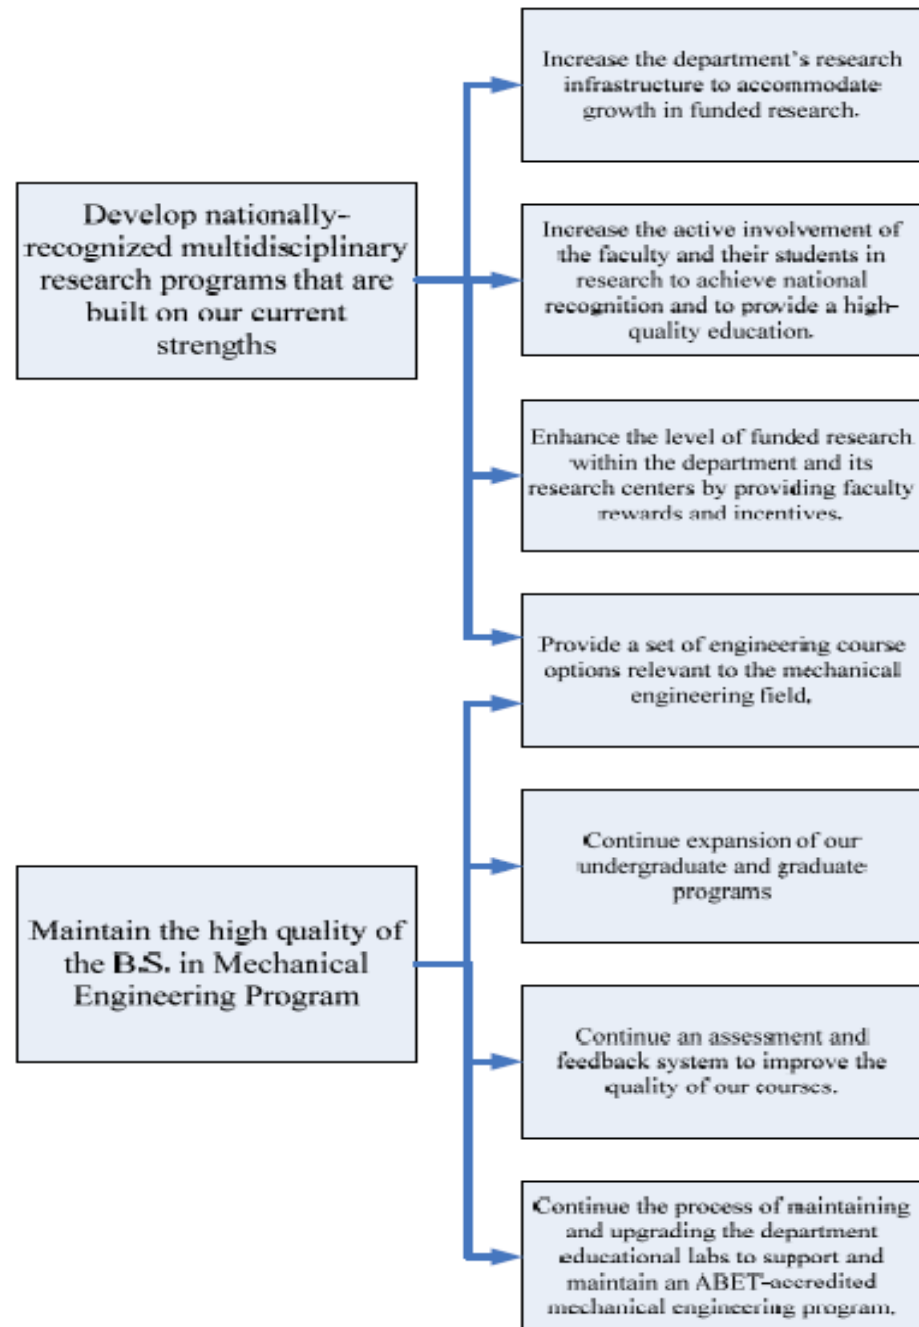 Increase the department's research
infrastructure to accommodate
growth in funded research.
Develop nationally-
recognized multidisciplinary
research programs that are
built on our current
strengths
Increase the active involvement of
the faculty and their students in
research to achieve national
recognition and to provide a high-
quality education.
Enhance the level of funded research
within the department and its
research centers by providing faculty
rewards and incentives.
Provide a set of engineering course
options relevant to the mechanical
engineering field.
Maintain the high quality of
the B.S. in Mechanical
Engineering Program
Continue expansion of our
undergraduate and graduate
programs
Continue an assessment and
feedback system to improve the
quality of our courses.
Continue the process of maintaining
and upgrading the department
educational labs to support and
maintain an ABET-accredited
mechanical engineering program.